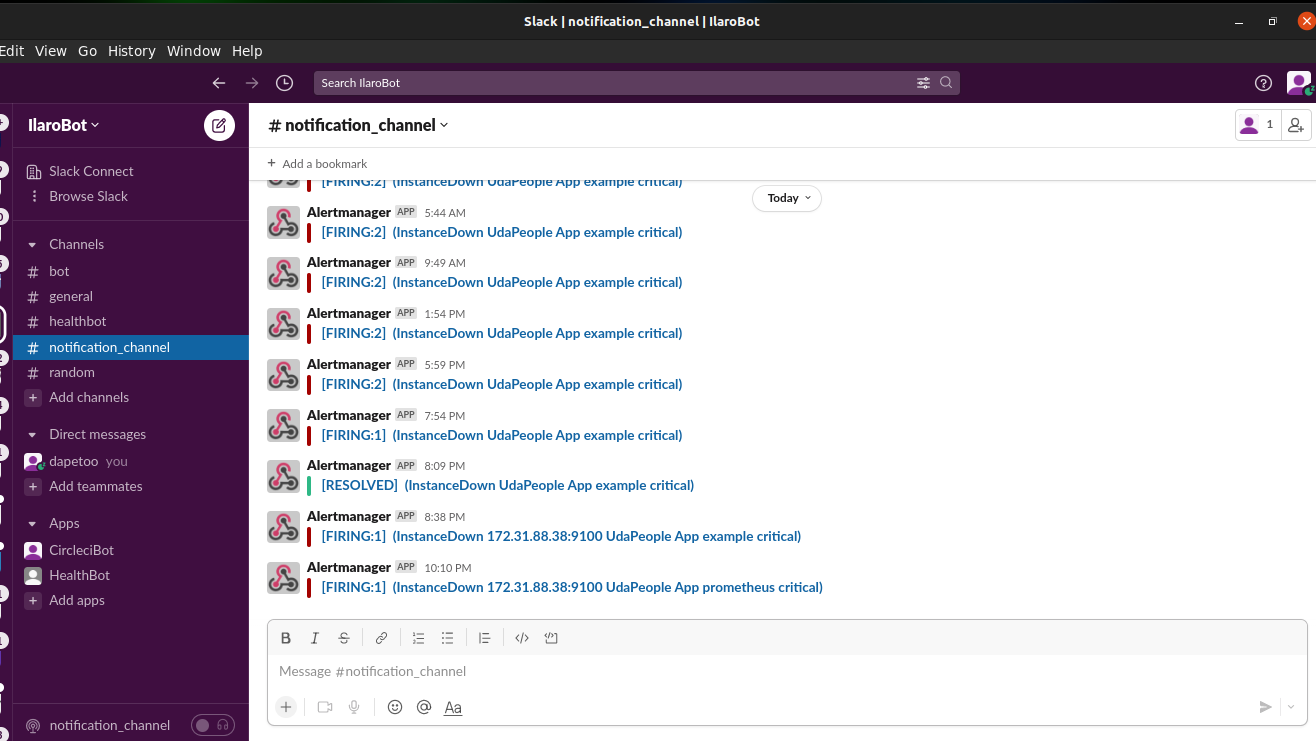 Slack | notification_channel | IlaroBot
Edit View Go History Window Help
Search IlaroBot
IlaroBot
Slack Connect
Browse Slack
Channels
# bot
# general
# healthbot
# notification_channel
# random
+ Add channels
Direct messages
dapetoo you
+ Add teammates
Apps
CircleciBot
HealthBot
+ Add apps
notification_channel
# notification_channel
1
+ Add a bookmark
[FIRING:2] (InstanceDown UdaPeople App example critical)
Today
Alertmanager APP 5:44 AM
[FIRING:2] (InstanceDown UdaPeople App example critical)
Alertmanager APP 9:49 AM
[FIRING:2] (InstanceDown UdaPeople App example critical)
Alertmanager APP 1:54 PM
[FIRING:2] (InstanceDown UdaPeople App example critical)
Alertmanager APP 5:59 PM
[FIRING:2] (InstanceDown UdaPeople App example critical)
Alertmanager APP 7:54 PM
[FIRING:1] (InstanceDown UdaPeople App example critical)
Alertmanager APP 8:09 PM
[RESOLVED] (InstanceDown UdaPeople App example critical)
Alertmanager APP 8:38 PM
[FIRING:1] (InstanceDown 172.31.88.38:9100 UdaPeople App example critical)
Alertmanager APP 10:10 PM
[FIRING:1] (InstanceDown 172.31.88.38:9100 UdaPeople App prometheus critical)
B I S
Message #notification_channel
+ @ Aa